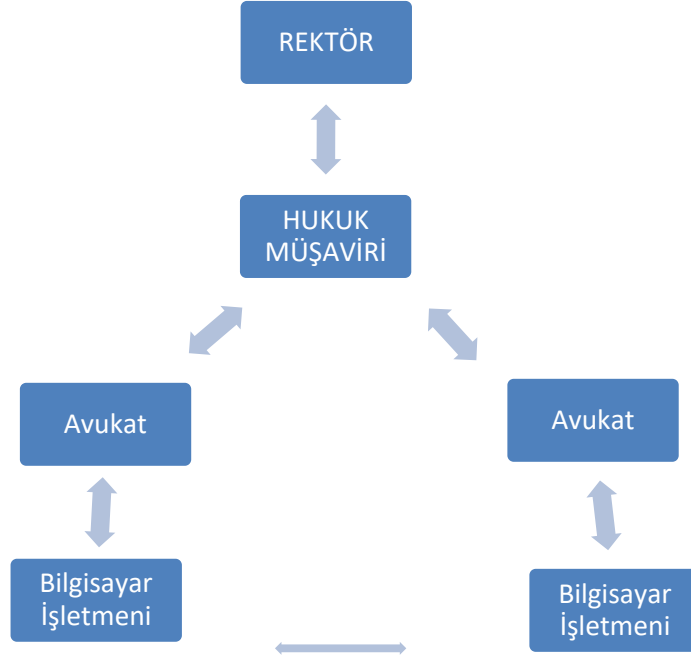 REKTÖR
HUKUK
MÜŞAVİRİ
Avukat
Avukat
Bilgisayar
İşletmeni
Bilgisayar
İşletmeni